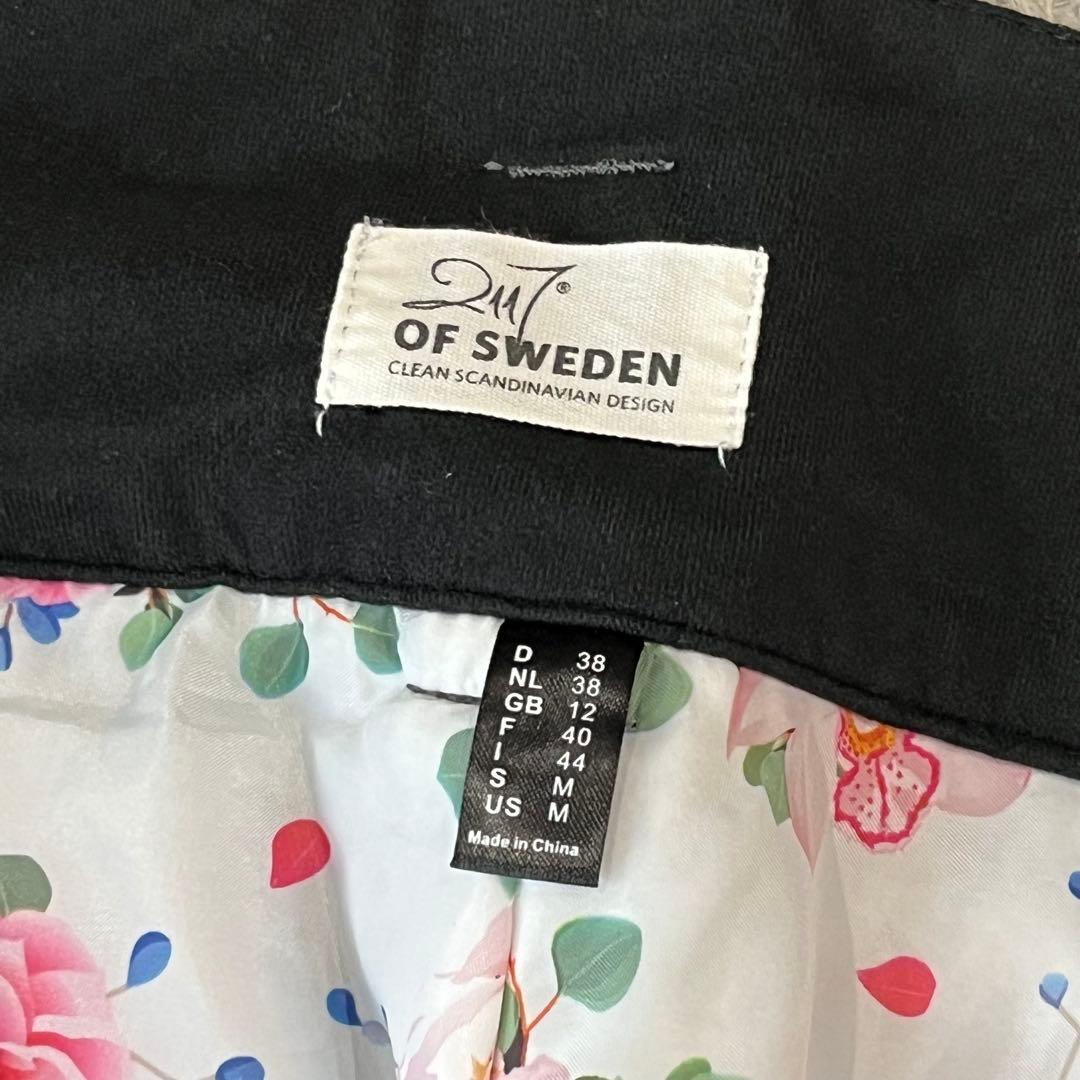 2117®
OF SWEDEN
CLEAN SCANDINAVIAN DESIGN
D 38
NL 38
GB 12
F 40
I 44
S M
US M
Made in China